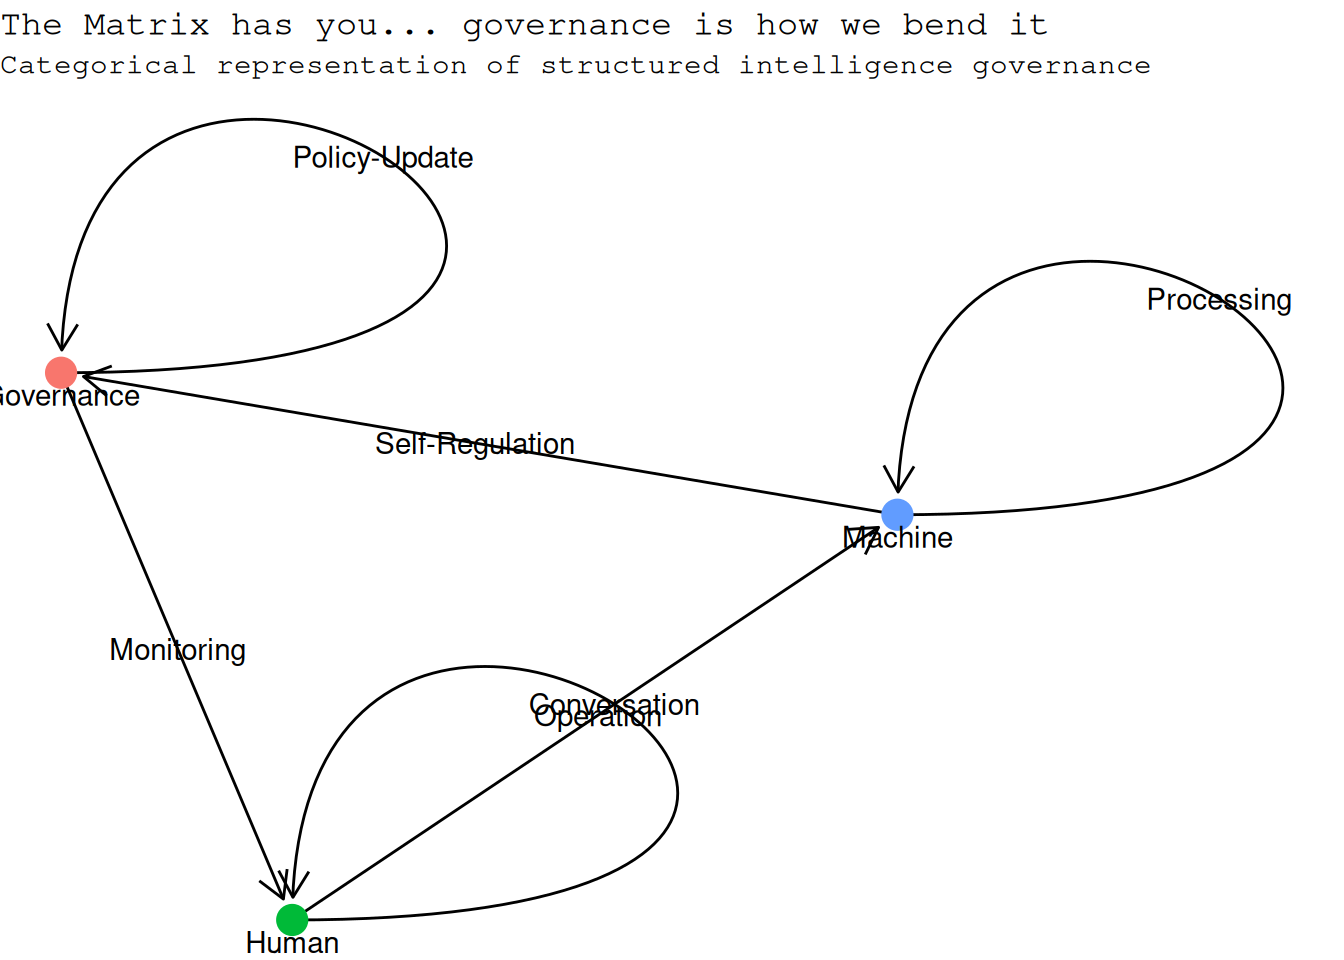 The Matrix has you... governance is how we bend it
Categorical representation of structured intelligence governance
Policy-Update
Processing
Governance
Self-Regulation
Machine
Monitoring
Conversation
Operation
Human